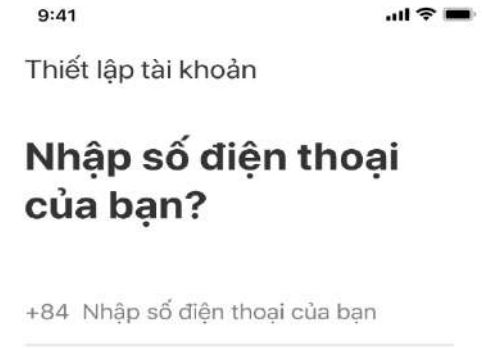 9:41
Thiết lập tài khoản
Nhập số điện thoại
của bạn?
+84 Nhập số điện thoại của bạn